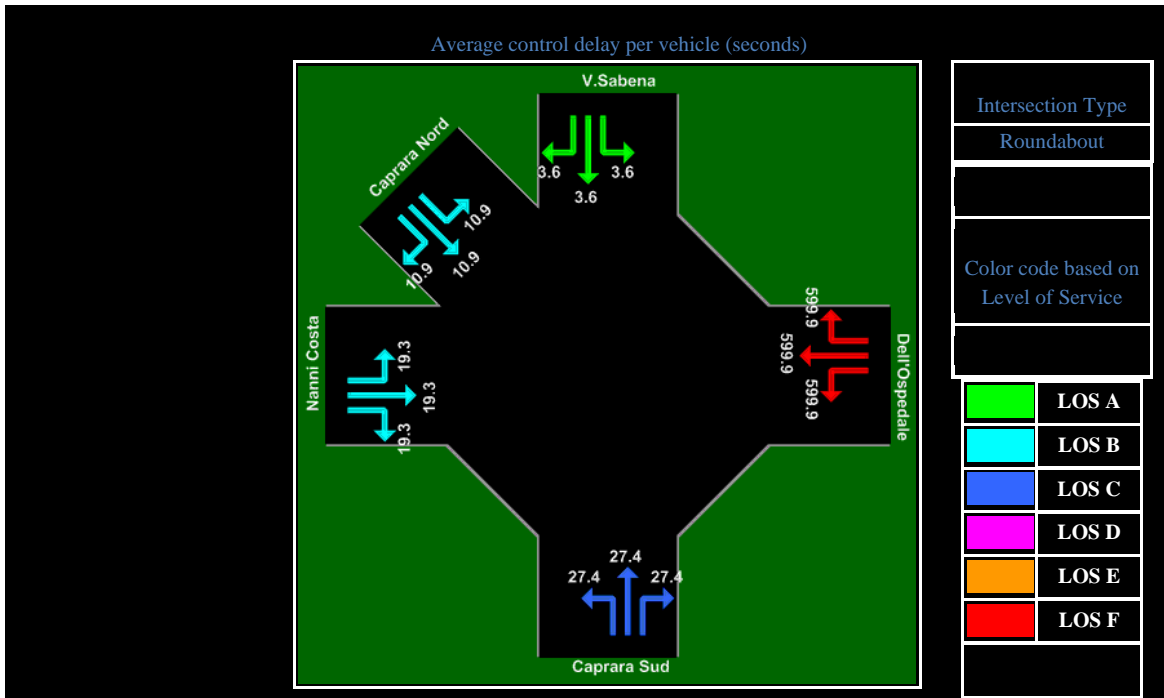 Average control delay per vehicle (seconds)
V.Sabena
3.6
3.6
3.6
Caprara Nord
10.9
10.9
10.9
Nanni Costa
19.3
19.3
19.3
599.9
599.9
599.9
Dell'Ospedale
27.4
27.4
27.4
Caprara Sud
Intersection Type
Roundabout
Color code based on
Level of Service
LOS A
LOS B
LOS C
LOS D
LOS E
LOS F